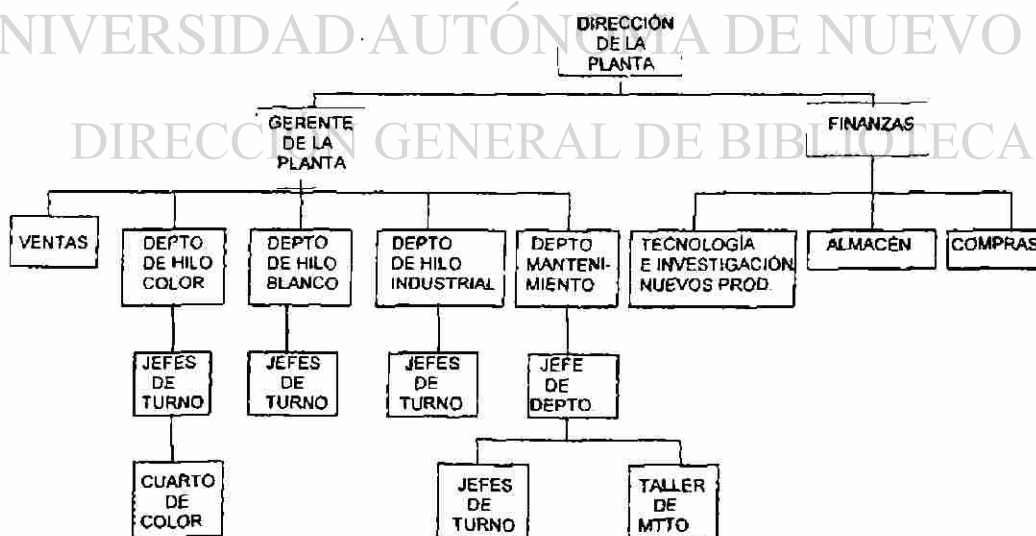 UNIVERSIDAD AUTÓNOMA DE NUEVO
DIRECCIÓN GENERAL DE BIBLIOTECA
DIRECCIÓN
DE LA
PLANTA
GERENTE
DE LA
PLANTA
FINANZAS
VENTAS
DEPTO
DE HILO
COLOR
DEPTO
DE HILO
BLANCO
DEPTO
DE HILO
INDUSTRIAL
DEPTO
MANTENI-
MIENTO
TECNOLOGÍA
E INVESTIGACIÓN
NUEVOS PROD.
ALMACÉN
COMPRAS
JEFES
DE
TURNO
JEFES
DE
TURNO
JEFES
DE
TURNO
JEFE
DE
DEPTO.
CUARTO
DE
COLOR
JEFES
DE
TURNO
TALLER
DE
MTTO